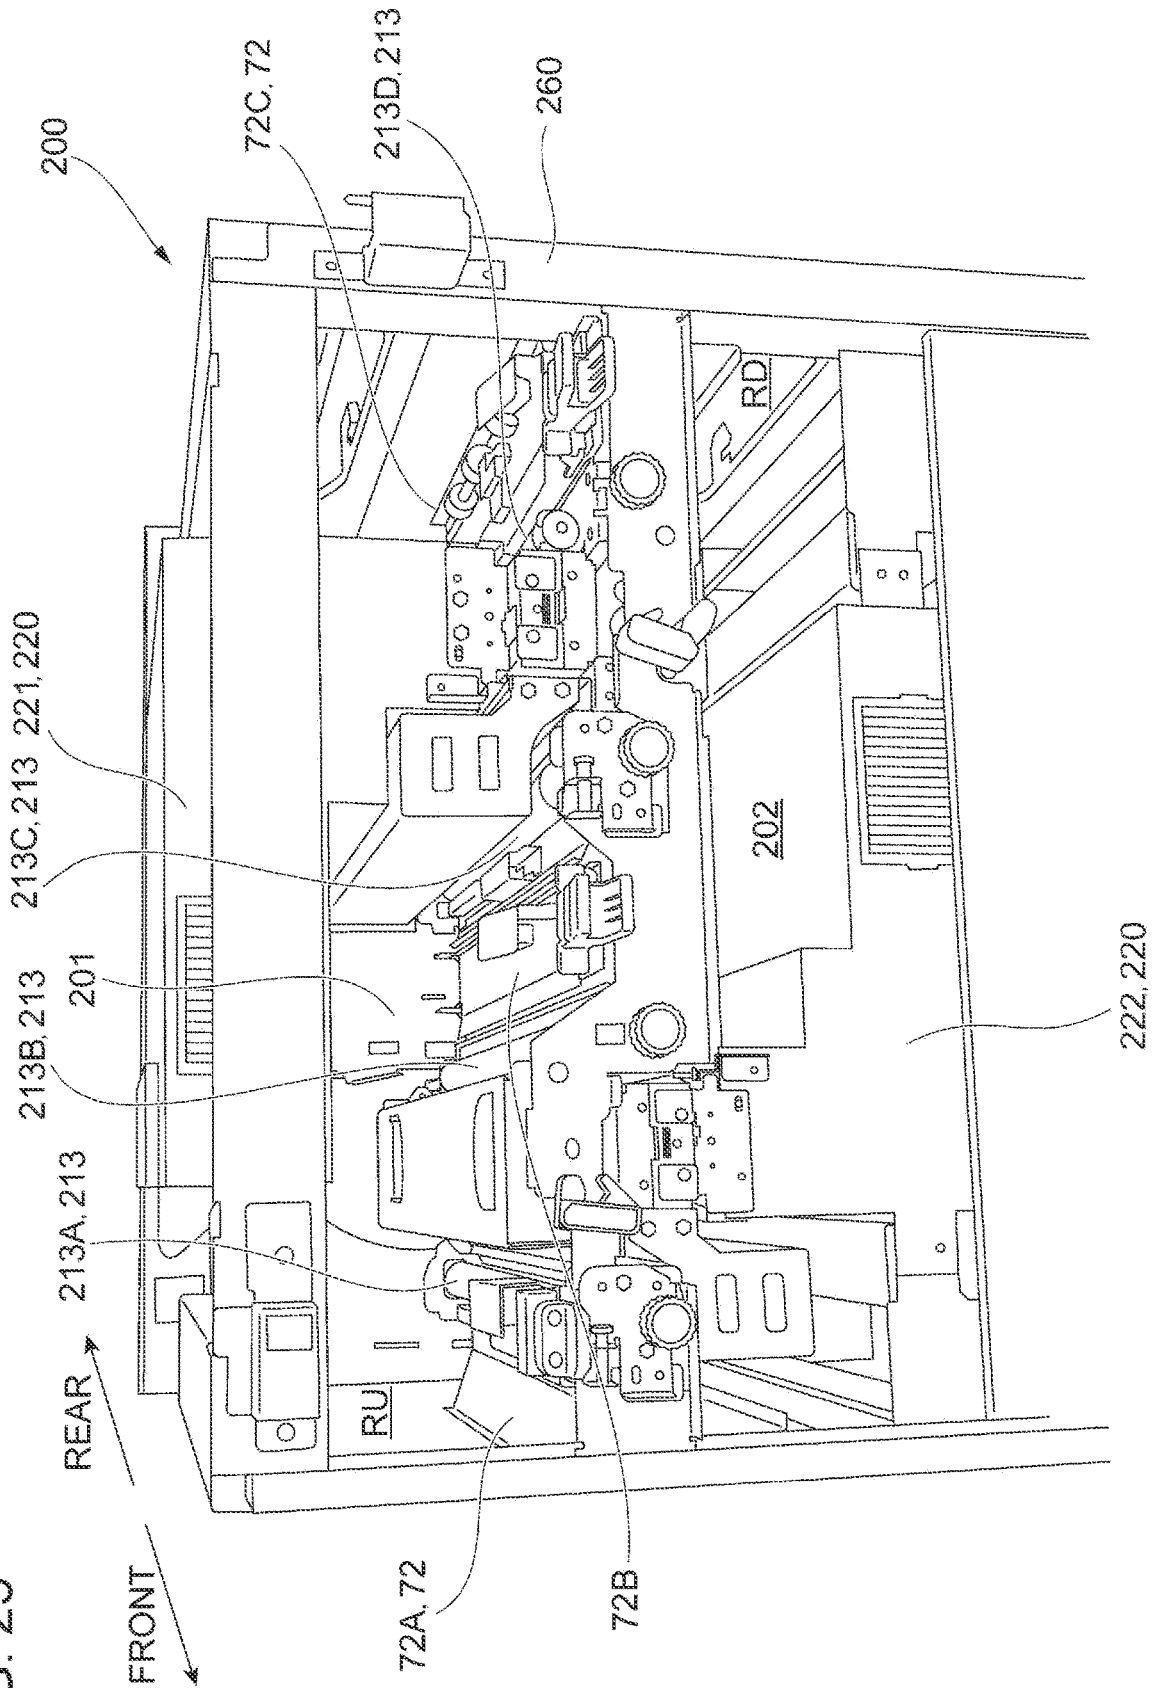 FRONT
REAR
213A, 213
213B, 213
201
213C, 213
221, 220
200
72C, 72
213D, 213
260
RU
72A, 72
72B
RD
202
222, 220